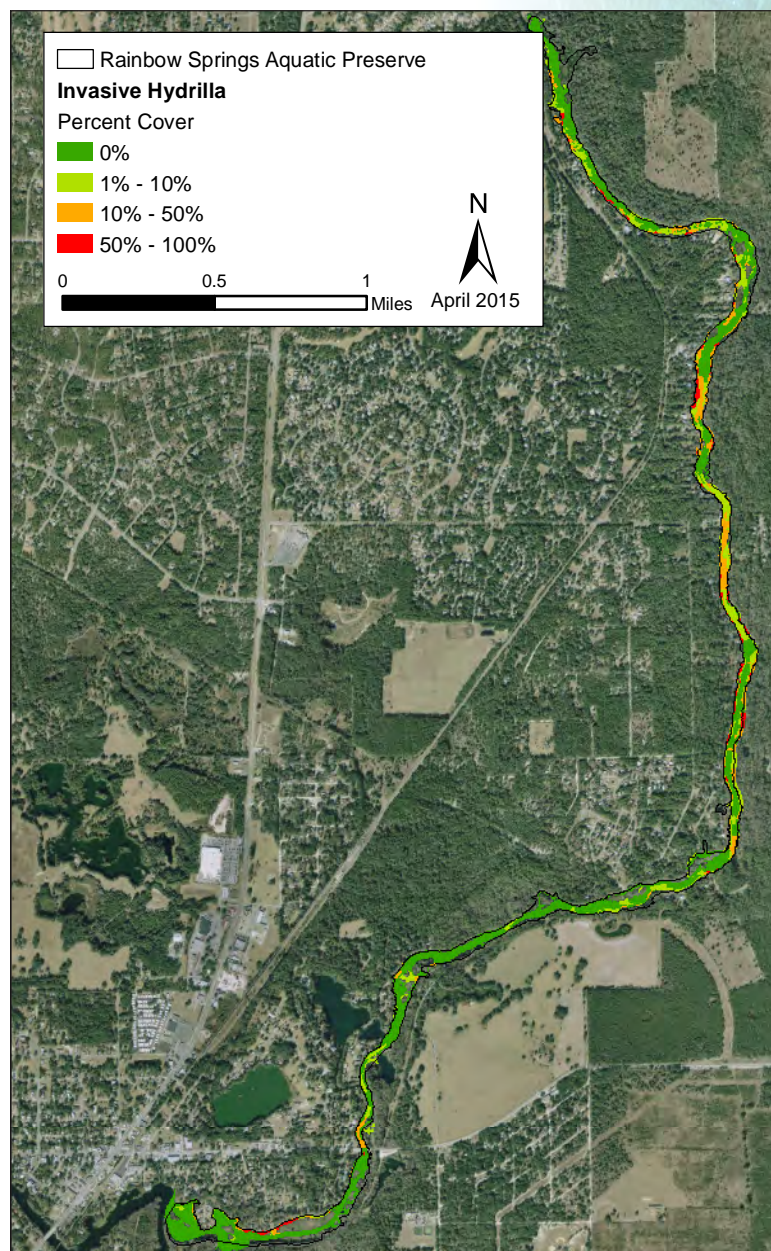 Rainbow Springs Aquatic Preserve
Invasive Hydrilla
Percent Cover
0%
1% - 10%
10% - 50%
50% - 100%
N
0 0.5 1
Miles
April 2015